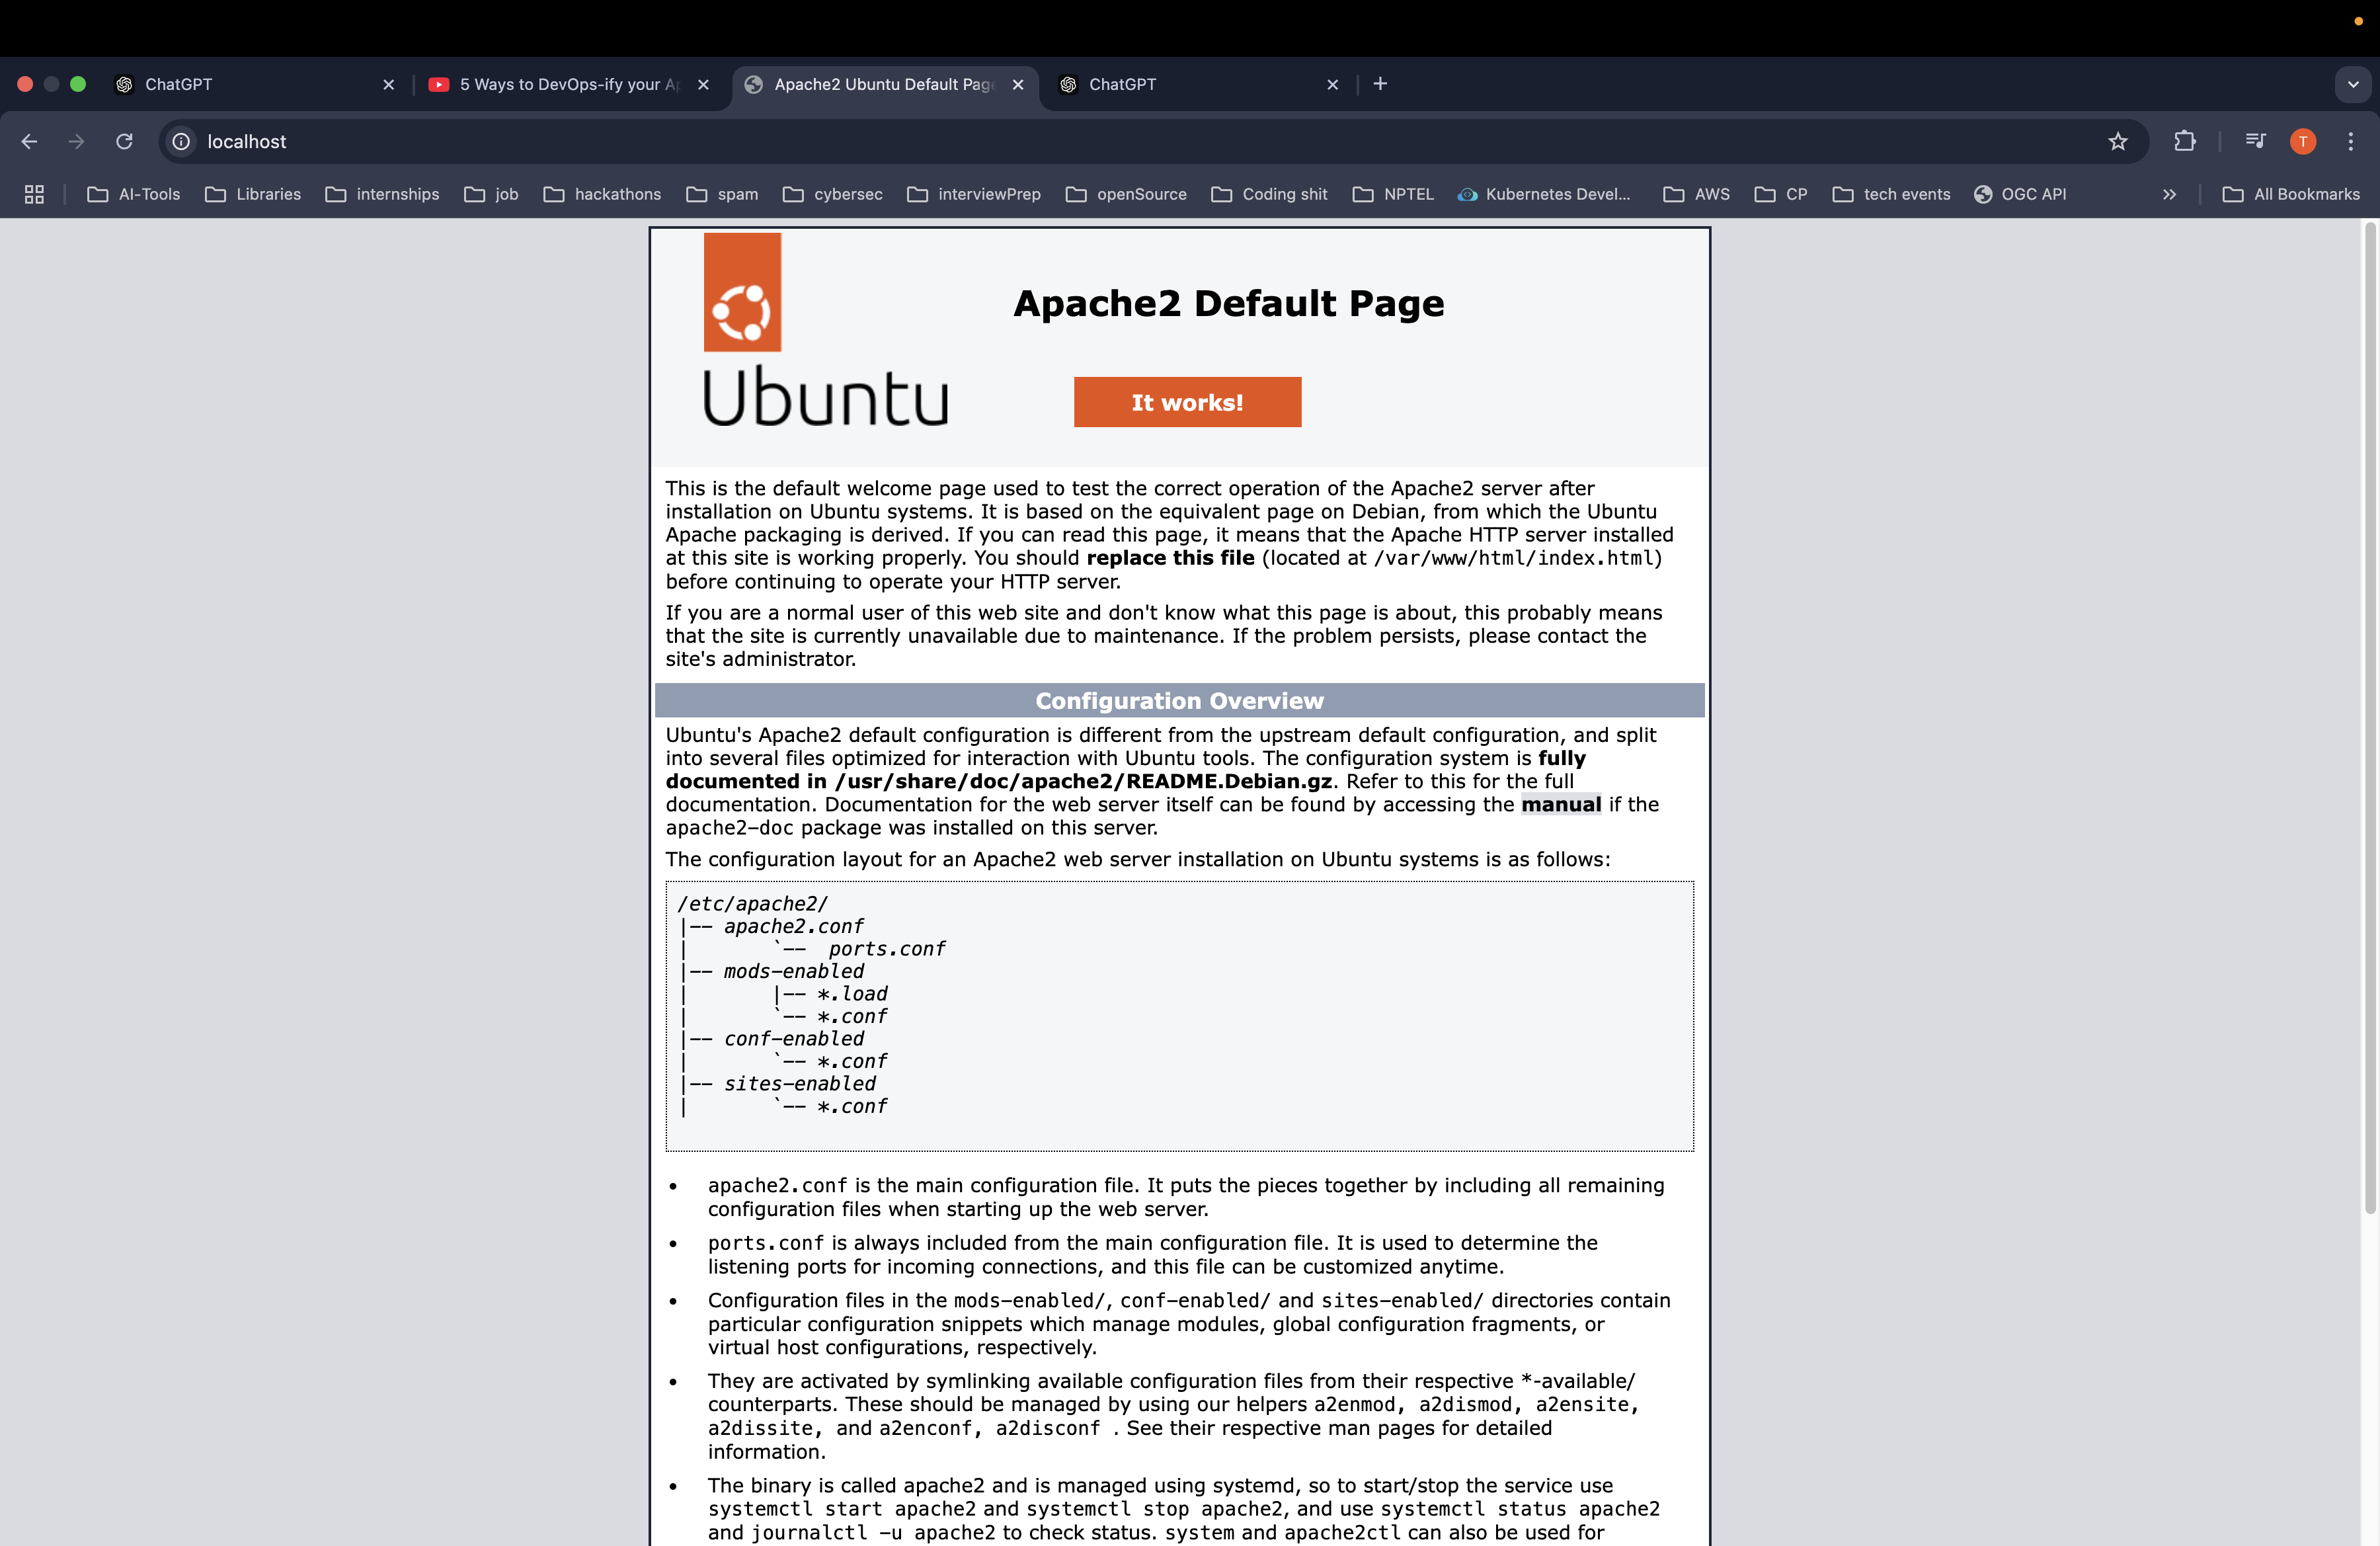 ChatGPT
5 Ways to DevOps-ify your Ap
Apache2 Ubuntu Default Page
ChatGPT
localhost
T
AI-Tools
Libraries
internships
job
hackathons
spam
cybersec
interviewPrep
openSource
Coding shit
NPTEL
Kubernetes Devel...
AWS
CP
tech events
OGC API
All Bookmarks
Apache2 Default Page
Ubuntu
It works!
This is the default welcome page used to test the correct operation of the Apache2 server after
installation on Ubuntu systems. It is based on the equivalent page on Debian, from which the Ubuntu
Apache packaging is derived. If you can read this page, it means that the Apache HTTP server installed
at this site is working properly. You should replace this file (located at /var/www/html/index.html)
before continuing to operate your HTTP server.
If you are a normal user of this web site and don't know what this page is about, this probably means
that the site is currently unavailable due to maintenance. If the problem persists, please contact the
site's administrator.
Configuration Overview
Ubuntu's Apache2 default configuration is different from the upstream default configuration, and split
into several files optimized for interaction with Ubuntu tools. The configuration system is fully
documented in /usr/share/doc/apache2/README.Debian.gz. Refer to this for the full
documentation. Documentation for the web server itself can be found by accessing the manual if the
apache2-doc package was installed on this server.
The configuration layout for an Apache2 web server installation on Ubuntu systems is as follows:
/etc/apache2/
|-- apache2.conf
|       `--  ports.conf
|-- mods-enabled
|       |-- *.load
|       `-- *.conf
|-- conf-enabled
|       `-- *.conf
|-- sites-enabled
|       `-- *.conf
• apache2.conf is the main configuration file. It puts the pieces together by including all remaining
configuration files when starting up the web server.
• ports.conf is always included from the main configuration file. It is used to determine the
listening ports for incoming connections, and this file can be customized anytime.
• Configuration files in the mods-enabled/, conf-enabled/ and sites-enabled/ directories contain
particular configuration snippets which manage modules, global configuration fragments, or
virtual host configurations, respectively.
• They are activated by symlinking available configuration files from their respective *-available/
counterparts. These should be managed by using our helpers a2enmod, a2dismod, a2ensite,
a2dissite, and a2enconf, a2disconf . See their respective man pages for detailed
information.
• The binary is called apache2 and is managed using systemd, so to start/stop the service use
systemctl start apache2 and systemctl stop apache2, and use systemctl status apache2
and journalctl -u apache2 to check status. system and apache2ctl can also be used for